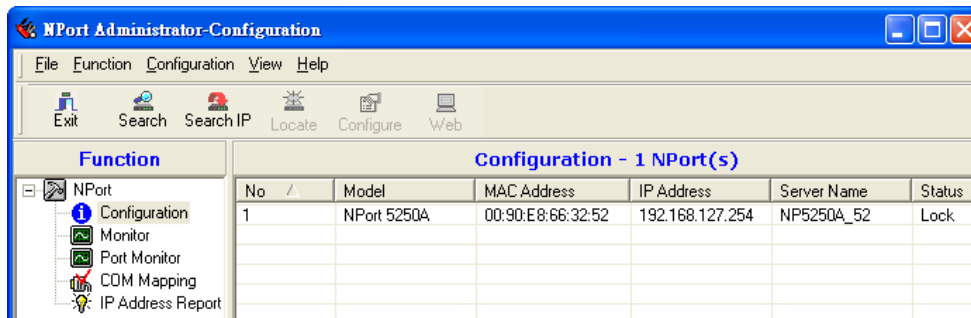 NPort Administrator-Configuration
File Function Configuration View Help
Exit Search Search IP Locate Configure Web
Function
Configuration - 1 NPort(s)
NPort
Configuration
Monitor
Port Monitor
COM Mapping
IP Address Report
No Model MAC Address IP Address Server Name Status
1 NPort 5250A 00:90:E8:66:32:52 192.168.127.254 NP5250A_52 Lock